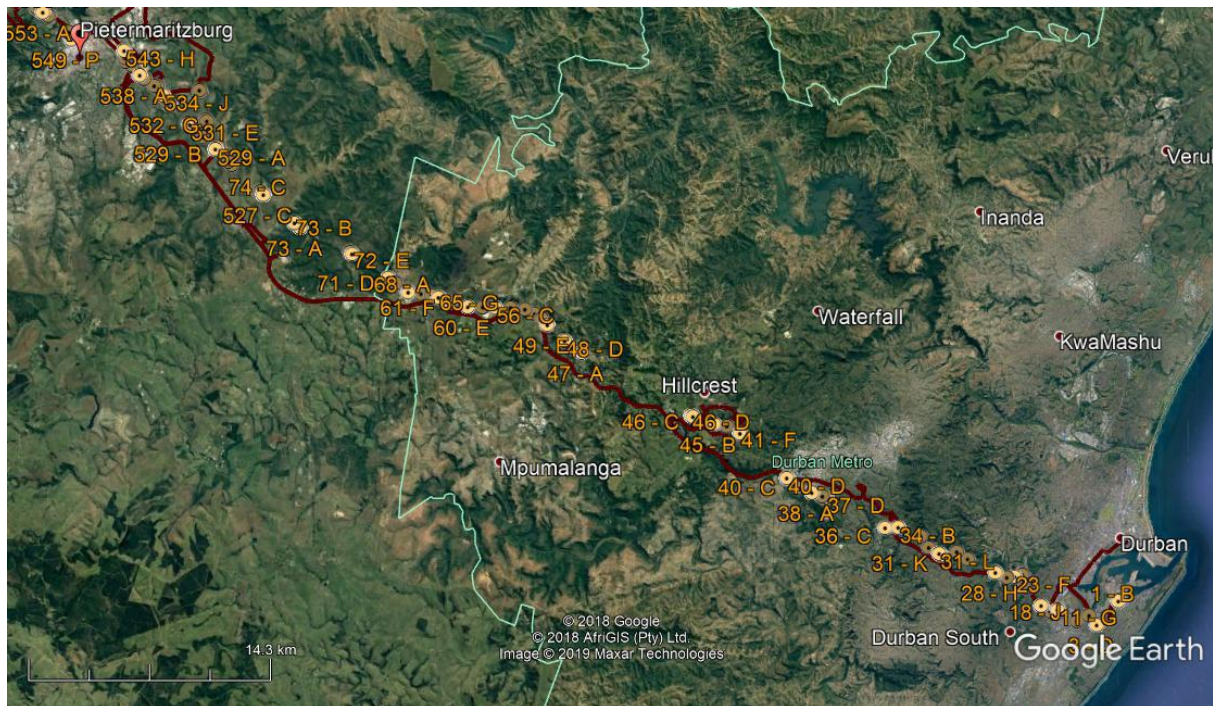 553 - A
Pietermaritzburg
549 - P
543 - H
538 - A
534 - J
532 - G
531 - E
529 - B
529 - A
74 - C
527 - C
73 - B
73 - A
72 - E
71 - D
68 - A
61 - F
65 - G
60 - E
56 - C
49 - E
48 - D
47 - A
Verul
Inanda
Waterfall
KwaMashu
Hillcrest
46 - C
46 - D
45 - B
41 - F
Mpumalanga
Durban Metro
40 - C
40 - D
38 - A
37 - D
36 - C
34 - B
31 - K
31 - L
Durban
28 - H
23 - F
1 - B
18 - J
11 - G
Durban South
14.3 km
© 2018 Google
© 2018 AfriGIS (Pty) Ltd.
Image © 2019 Maxar Technologies
Google Earth